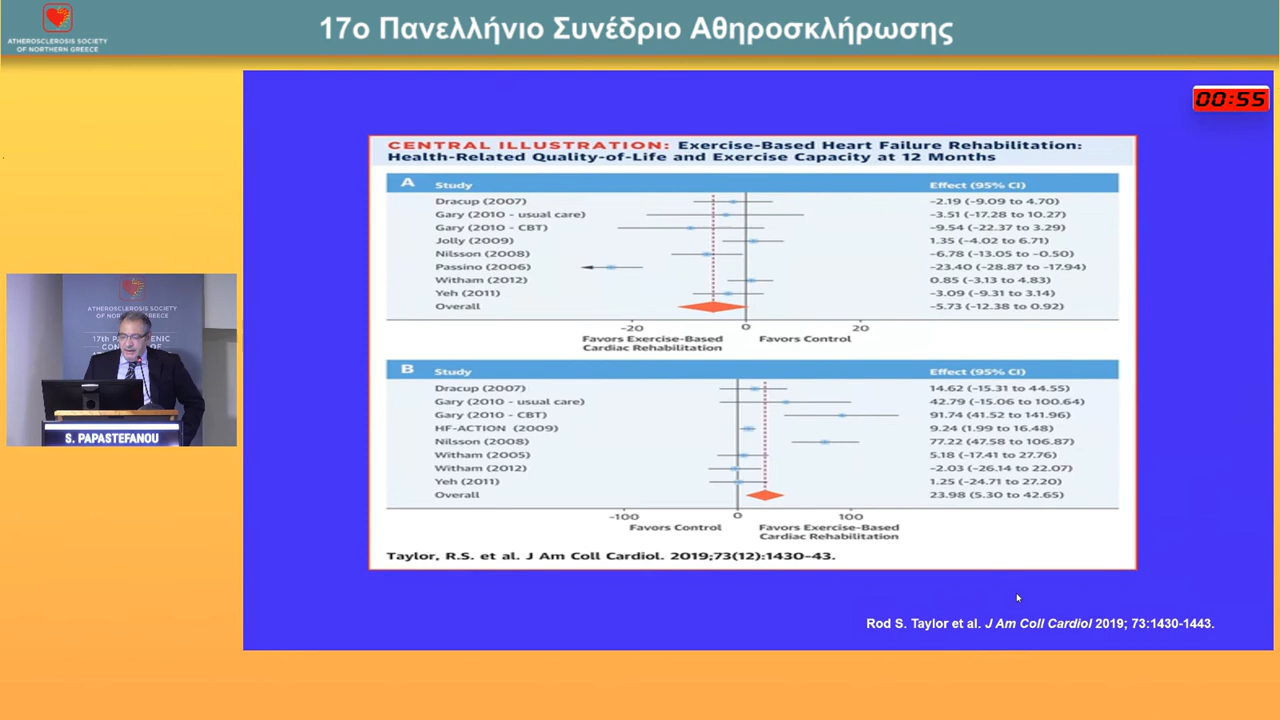 ATHEROSCLEROSIS SOCIETY
OF NORTHERN GREECE
17ο Πανελλήνιο Συνέδριο Αθηροσκλήρωσης
00:55
CENTRAL ILLUSTRATION: Exercise-Based Heart Failure Rehabilitation:
Health-Related Quality-of-Life and Exercise Capacity at 12 Months
A Study Effect (95% CI)
Dracup (2007) -2.19 (-9.09 to 4.70)
Gary (2010 - usual care) -3.51 (-17.28 to 10.27)
Gary (2010 - CBT) -9.54 (-22.37 to 3.29)
Jolly (2009) 1.35 (-4.02 to 6.71)
Nilsson (2008) -6.78 (-13.05 to -0.50)
Passino (2006) -23.40 (-28.87 to -17.94)
Witham (2012) 0.85 (-3.13 to 4.83)
Yeh (2011) -3.09 (-9.31 to 3.14)
Overall -5.73 (-12.38 to 0.92)
-20 0 20
Favors Exercise-Based Favors Control
Cardiac Rehabilitation
B Study Effect (95% CI)
Dracup (2007) 14.62 (-15.31 to 44.55)
Gary (2010 - usual care) 42.79 (-15.06 to 100.64)
Gary (2010 - CBT) 91.74 (41.52 to 141.96)
HF-ACTION (2009) 9.24 (1.99 to 16.48)
Nilsson (2008) 77.22 (47.58 to 106.87)
Witham (2005) 5.18 (-17.41 to 27.76)
Witham (2012) -2.03 (-26.14 to 22.07)
Yeh (2011) 1.25 (-24.71 to 27.20)
Overall 23.98 (5.30 to 42.65)
-100 0 100
Favors Control Favors Exercise-Based
Cardiac Rehabilitation
Taylor, R.S. et al. J Am Coll Cardiol. 2019;73(12):1430-43.
Rod S. Taylor et al. J Am Coll Cardiol 2019; 73:1430-1443.
ATHEROSCLEROSIS SOCIETY
OF NORTHERN GREECE
17th
S. PAPASTEFANOU